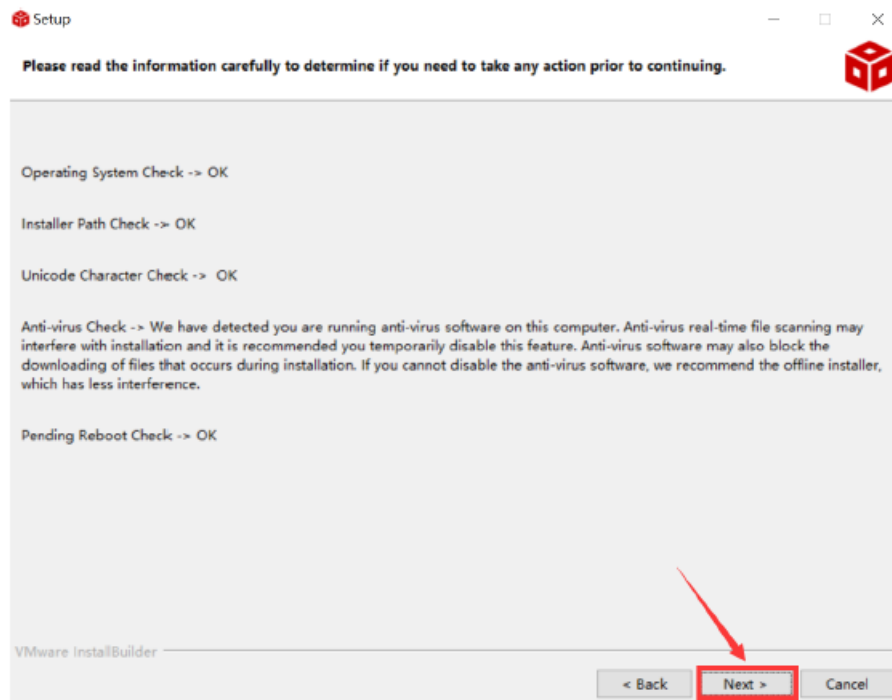 Setup
Please read the information carefully to determine if you need to take any action prior to continuing.
Operating System Check -> OK
Installer Path Check -> OK
Unicode Character Check ->  OK
Anti-virus Check -> We have detected you are running anti-virus software on this computer. Anti-virus real-time file scanning may
interfere with installation and it is recommended you temporarily disable this feature. Anti-virus software may also block the
downloading of files that occurs during installation. If you cannot disable the anti-virus software, we recommend the offline installer,
which has less interference.
Pending Reboot Check -> OK
VMware InstallBuilder
< Back Next > Cancel